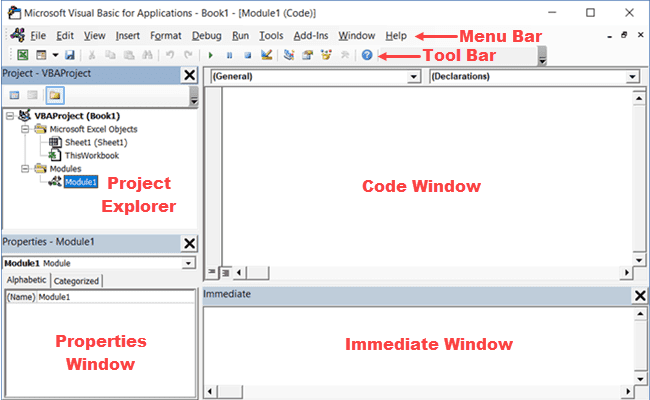 Microsoft Visual Basic for Applications - Book1 - [Module1 (Code)]
File Edit View Insert Format Debug Run Tools Add-Ins Window Help
Menu Bar
Tool Bar
Project - VBAProject
(General)
(Declarations)
VBAProject (Book1)
Microsoft Excel Objects
Sheet1 (Sheet1)
ThisWorkbook
Modules
Module1
Project
Explorer
Code Window
Properties - Module1
Module1 Module
Alphabetic Categorized
(Name) Module1
Properties
Window
Immediate
Immediate Window